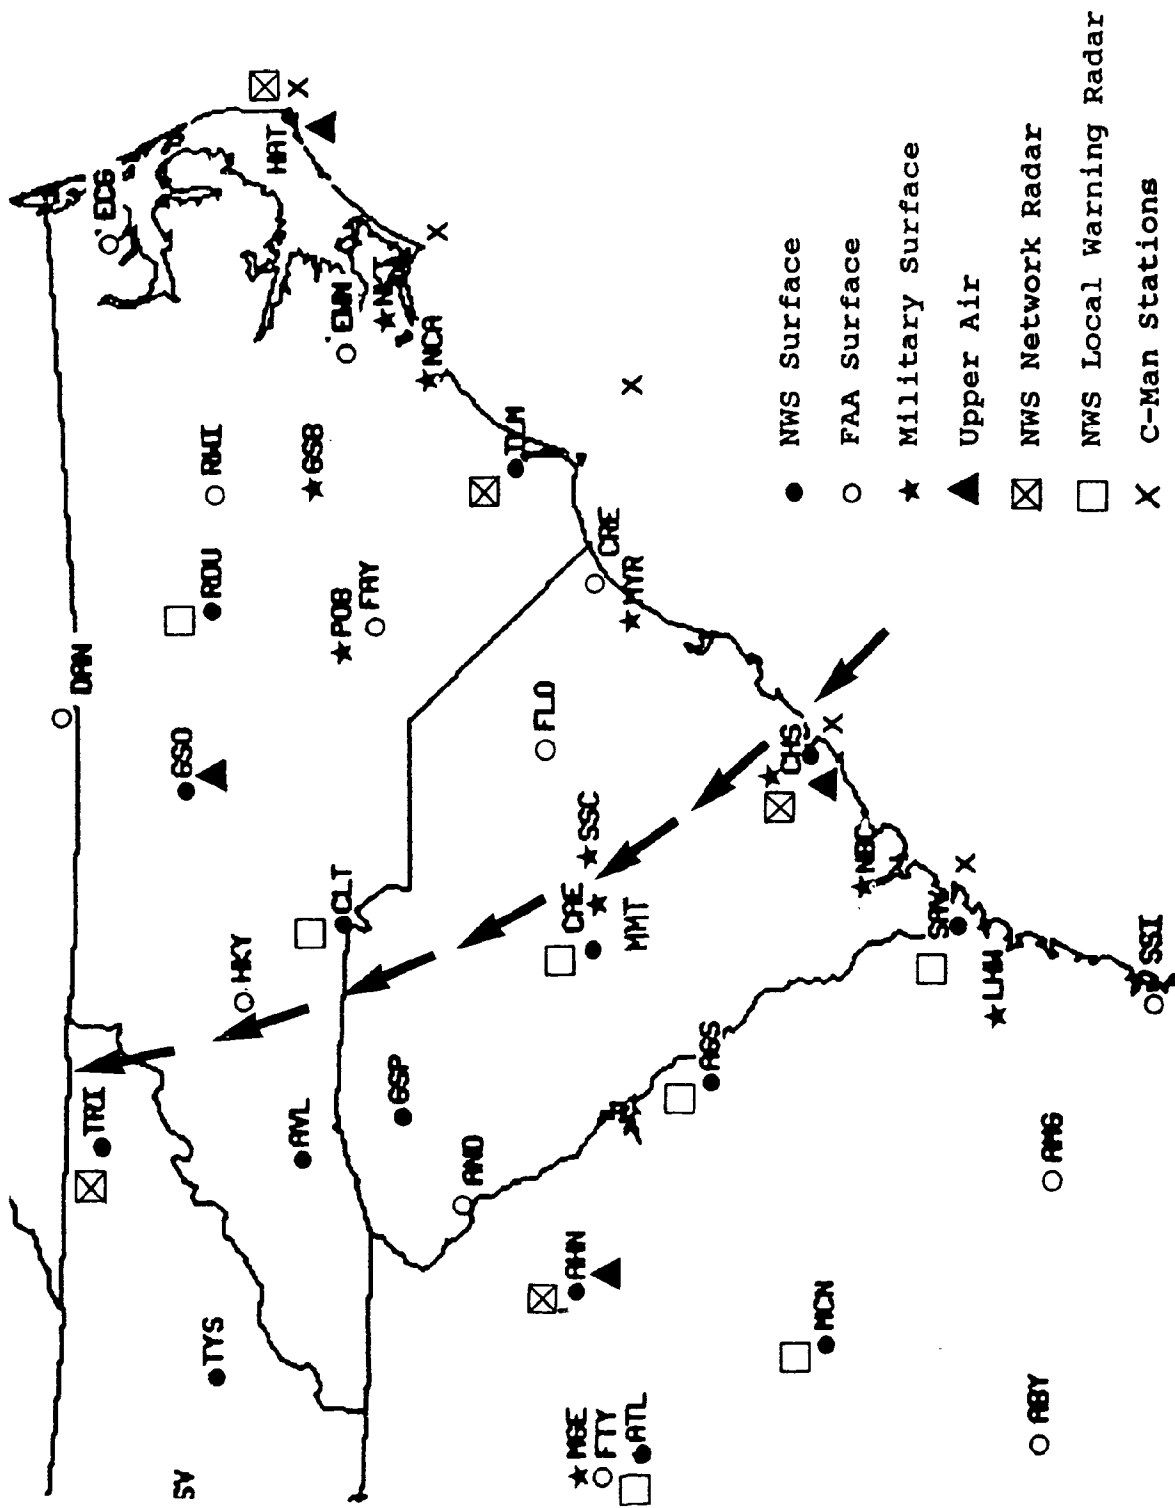 ECG
HAT
DAN
RDU
RWI
EWN
NKT
GSO
POB
GSB
NCA
FAY
ILM
HKY
CLT
CRE
MYR
TRI
FLO
AVL
GSP
CAE
SSC
MMT
CHS
TYS
AND
AGS
NBC
SAV
AHN
LHW
SSI
SV
MGE
FTY
ATL
MCN
AMG
ABY
NWS Surface
FAA Surface
Military Surface
Upper Air
NWS Network Radar
NWS Local Warning Radar
X C-Man Stations